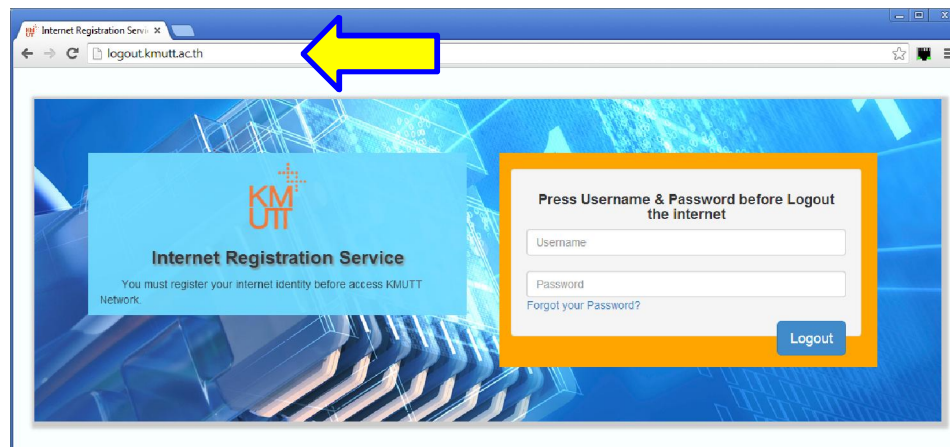 Internet Registration Servi
logout.kmutt.ac.th
KM
UTT
Internet Registration Service
You must register your internet identity before access KMUTT
Network.
Press Username & Password before Logout
the internet
Username
Password
Forgot your Password?
Logout